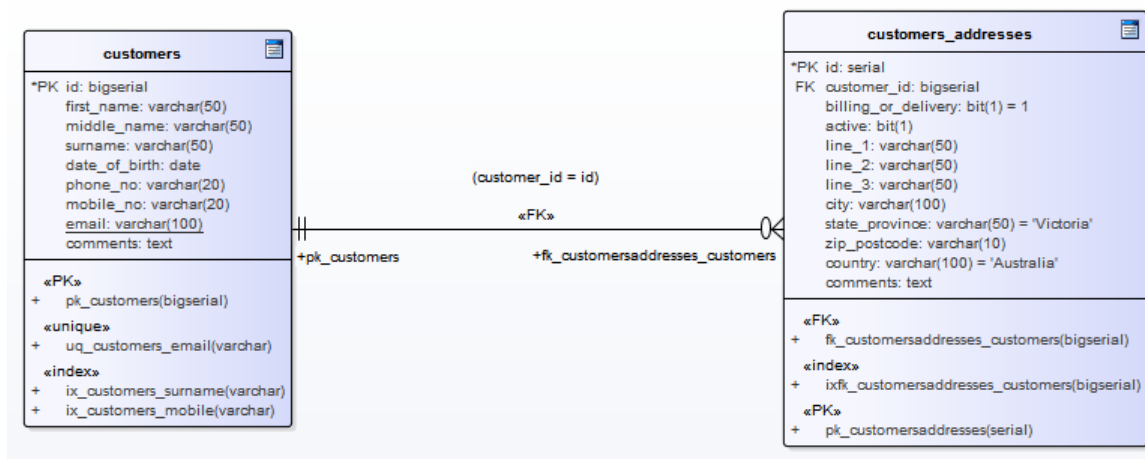 customers
*PK id: bigserial
first_name: varchar(50)
middle_name: varchar(50)
surname: varchar(50)
date_of_birth: date
phone_no: varchar(20)
mobile_no: varchar(20)
email: varchar(100)
comments: text
«PK»
+ pk_customers(bigserial)
«unique»
+ uq_customers_email(varchar)
«index»
+ ix_customers_surname(varchar)
+ ix_customers_mobile(varchar)
(customer_id = id)
«FK»
+pk_customers
+fk_customersaddresses_customers
customers_addresses
*PK id: serial
FK customer_id: bigserial
billing_or_delivery: bit(1) = 1
active: bit(1)
line_1: varchar(50)
line_2: varchar(50)
line_3: varchar(50)
city: varchar(100)
state_province: varchar(50) = 'Victoria'
zip_postcode: varchar(10)
country: varchar(100) = 'Australia'
comments: text
«FK»
+ fk_customersaddresses_customers(bigserial)
«index»
+ ixfk_customersaddresses_customers(bigserial)
«PK»
+ pk_customersaddresses(serial)